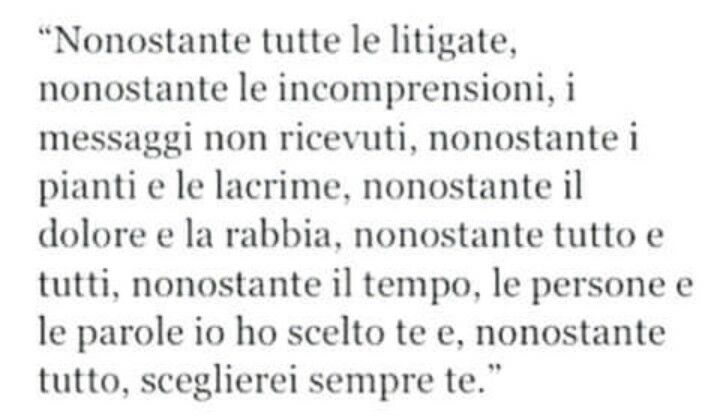 “Nonostante tutte le litigate,
nonostante le incomprensioni, i
messaggi non ricevuti, nonostante i
pianti e le lacrime, nonostante il
dolore e la rabbia, nonostante tutto e
tutti, nonostante il tempo, le persone e
le parole io ho scelto te e, nonostante
tutto, sceglierei sempre te.”